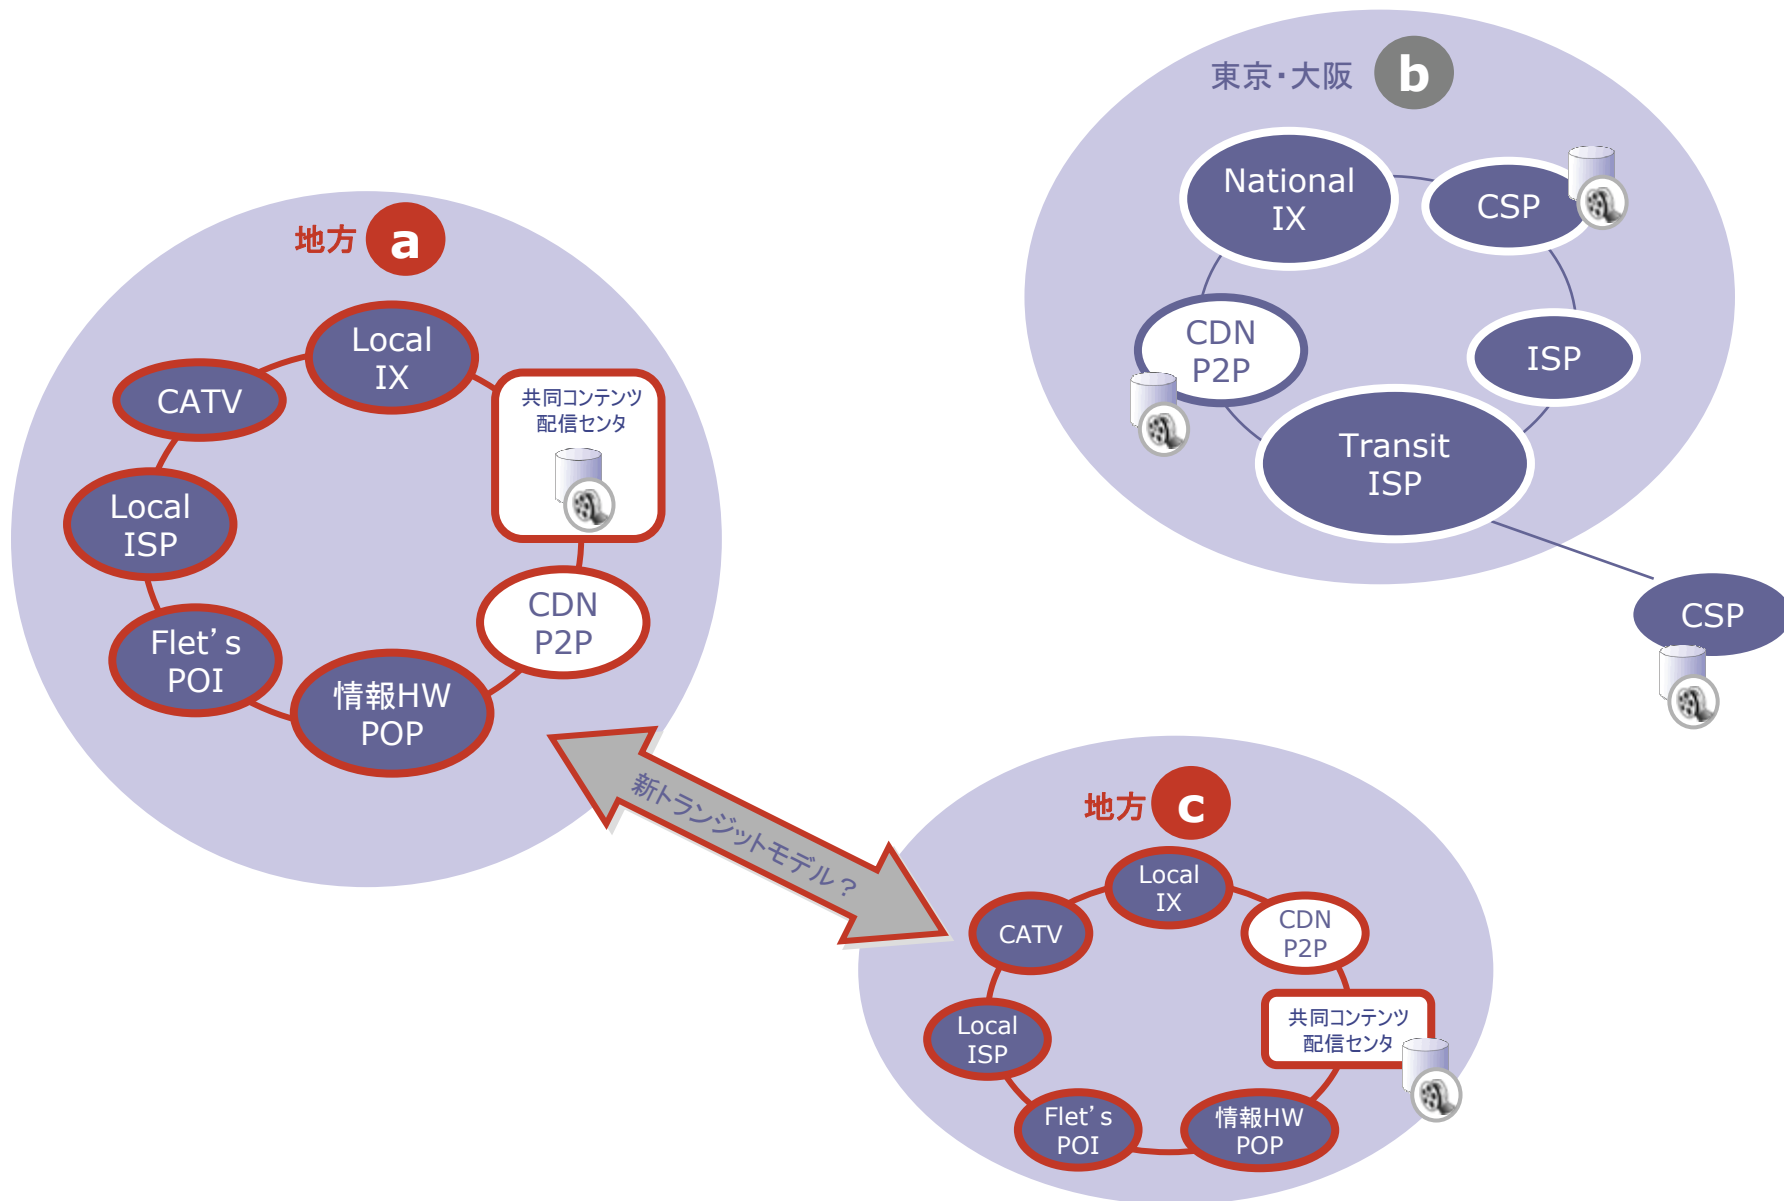 東京・大阪 b
National
IX
CSP
CDN
P2P
ISP
Transit
ISP
CSP
地方 a
Local
IX
CATV
共同コンテンツ
配信センタ
Local
ISP
CDN
P2P
Flet's
POI
情報HW
POP
新トランジットモデル？
地方 c
Local
IX
CATV
CDN
P2P
Local
ISP
共同コンテンツ
配信センタ
Flet's
POI
情報HW
POP